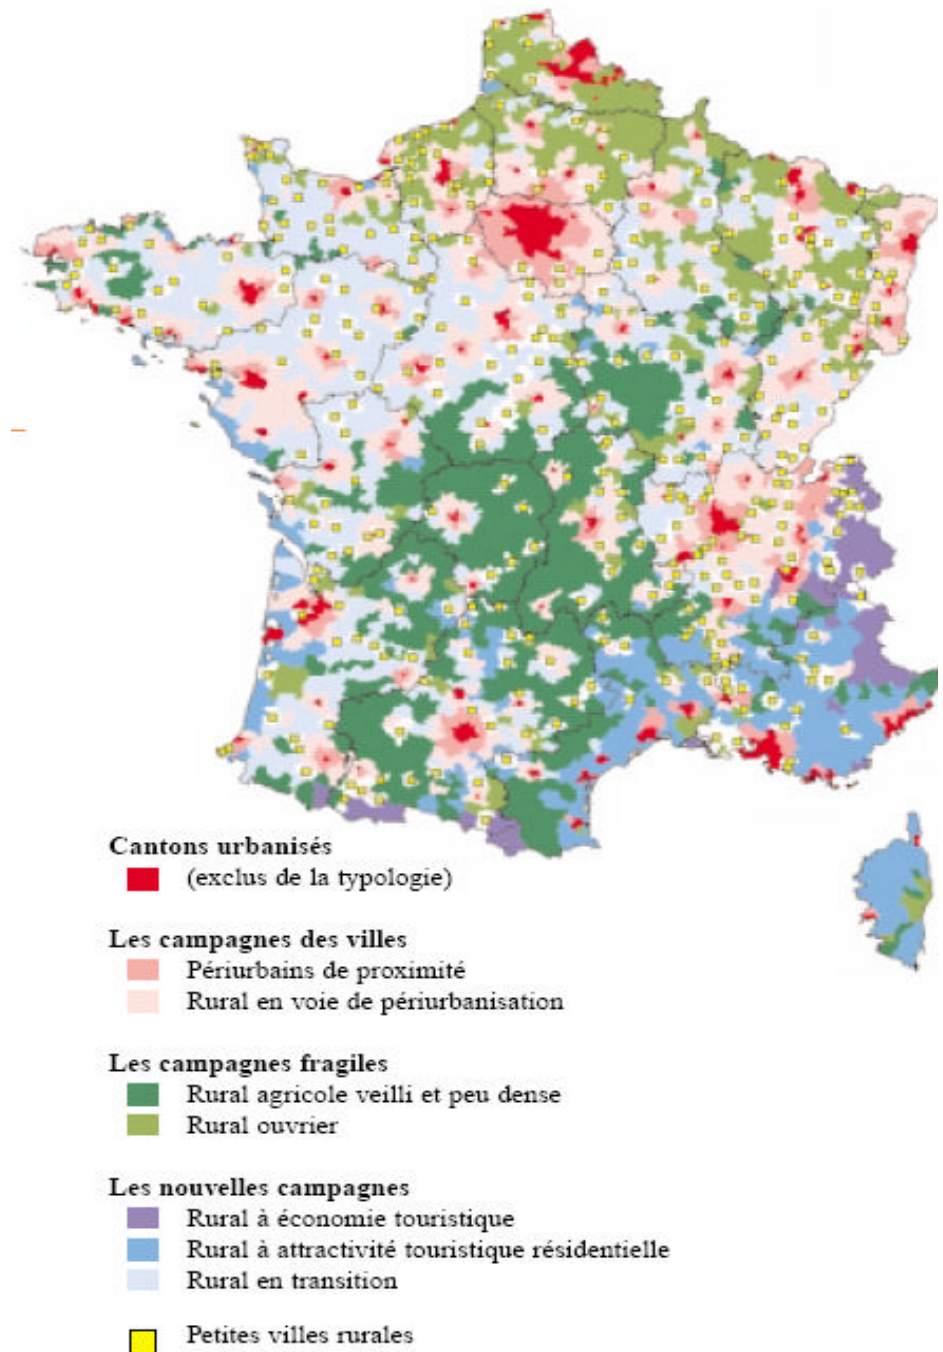 Cantons urbanisés
(exclus de la typologie)
Les campagnes des villes
Périurbains de proximité
Rural en voie de périurbanisation
Les campagnes fragiles
Rural agricole veilli et peu dense
Rural ouvrier
Les nouvelles campagnes
Rural à économie touristique
Rural à attractivité touristique résidentielle
Rural en transition
Petites villes rurales